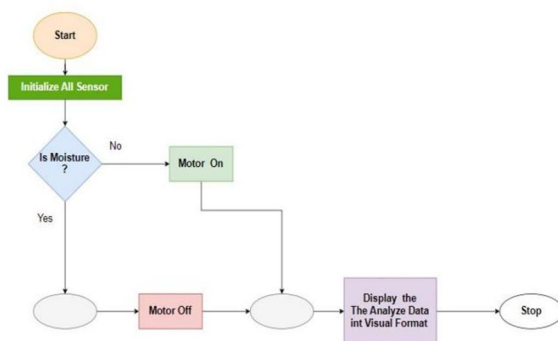 Start
Initialize All Sensor
Is Moisture
?
No
Motor On
Yes
Motor Off
Display the
The Analyze Data
int Visual Format
Stop